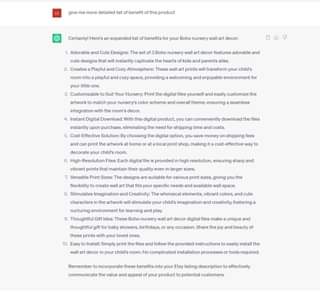 give me more detailed list of benefit of this product
Certainly! Here's an expanded list of benefits for your Boho nursery wall art decor:
1. Adorable and Cute Designs: The set of 3 Boho nursery wall art decor features adorable and
cute designs that will instantly captivate the hearts of kids and parents alike.
2. Creates a Playful and Cozy Atmosphere: These wall art prints will transform your child's
room into a playful and cozy space, providing a welcoming and enjoyable environment for
your little one.
3. Customizable to Suit Your Nursery: Print the digital files yourself and easily customize the
artwork to match your nursery's color scheme and overall theme, ensuring a seamless
integration with the room's decor.
4. Instant Digital Download: With this digital product, you can conveniently download the files
instantly upon purchase, eliminating the need for shipping time and costs.
5. Cost-Effective Solution: By choosing the digital option, you save money on shipping fees
and can print the artwork at home or at a local print shop, making it a cost-effective way to
decorate your child's room.
6. High-Resolution Files: Each digital file is provided in high resolution, ensuring sharp and
vibrant prints that maintain their quality even in larger sizes.
7. Versatile Print Sizes: The designs are suitable for various print sizes, giving you the
flexibility to create wall art that fits your specific needs and available wall space.
8. Stimulates Imagination and Creativity: The whimsical elements, vibrant colors, and cute
characters in the artwork will stimulate your child's imagination and creativity, fostering a
nurturing environment for learning and play.
9. Thoughtful Gift Idea: These Boho nursery wall art decor digital files make a unique and
thoughtful gift for baby showers, birthdays, or any occasion. Share the joy and beauty of
these prints with your loved ones.
10. Easy to Install: Simply print the files and follow the provided instructions to easily install the
wall art decor in your child's room. No complicated installation processes or tools required.
Remember to incorporate these benefits into your Etsy listing description to effectively
communicate the value and appeal of your product to potential customers.